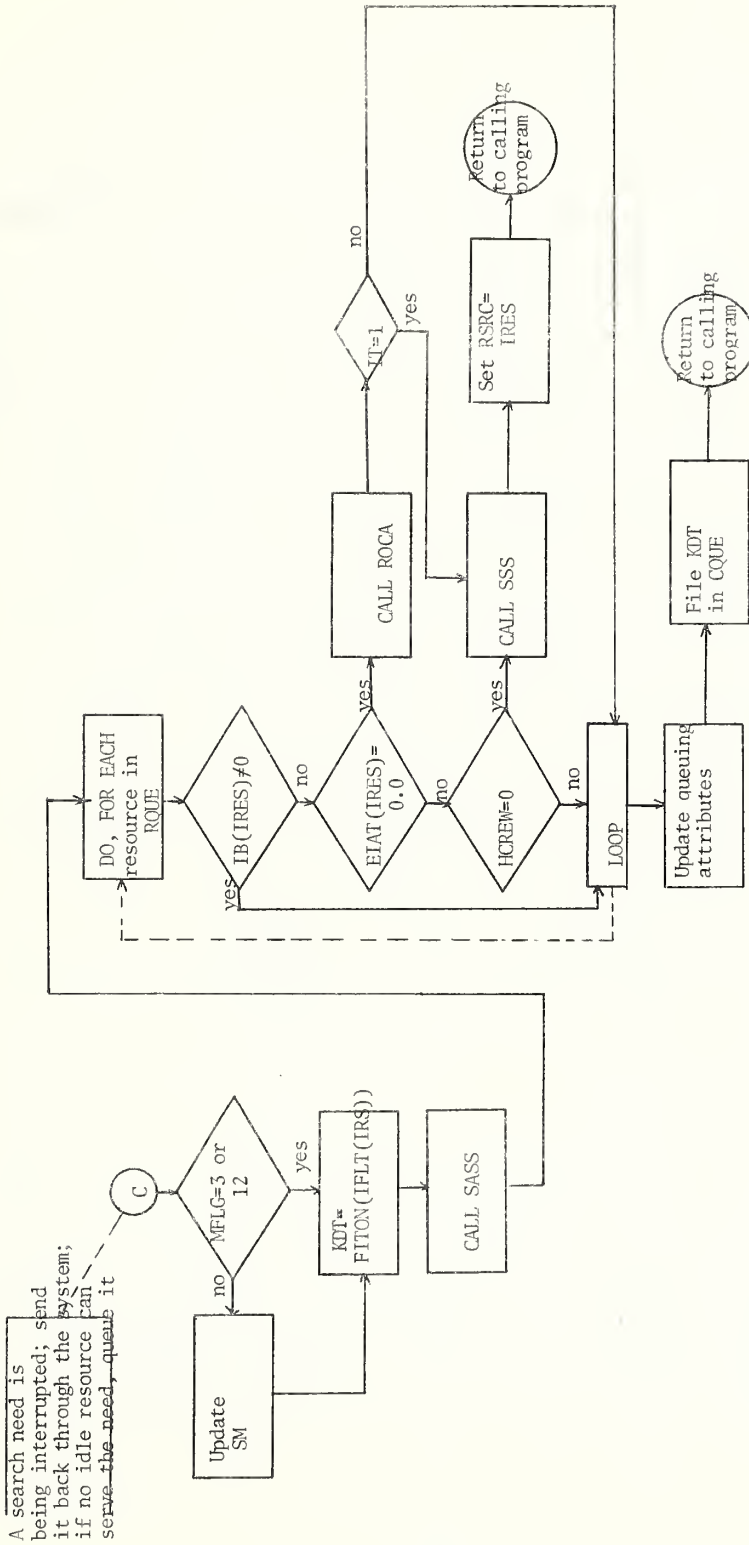 A search need is
being interrupted; send
it back through the system;
if no idle resource can
serve the need, queue it
C
MFLG=3 or
12
no
yes
Update
SM
KDT=
FITON(IFLT(IRS))
CALL SASS
DO, FOR EACH
resource in
RQUE
IB(IRES)≠0
yes
no
EIAT(IRES)=
0.0
yes
no
CALL ROCA
IT=1
no
yes
HCREW=0
yes
no
CALL SSS
Set RSRC=
IRES
Return
to calling
program
LOOP
Update queuing
attributes
File KDT
in CQUE
Return
to calling
program